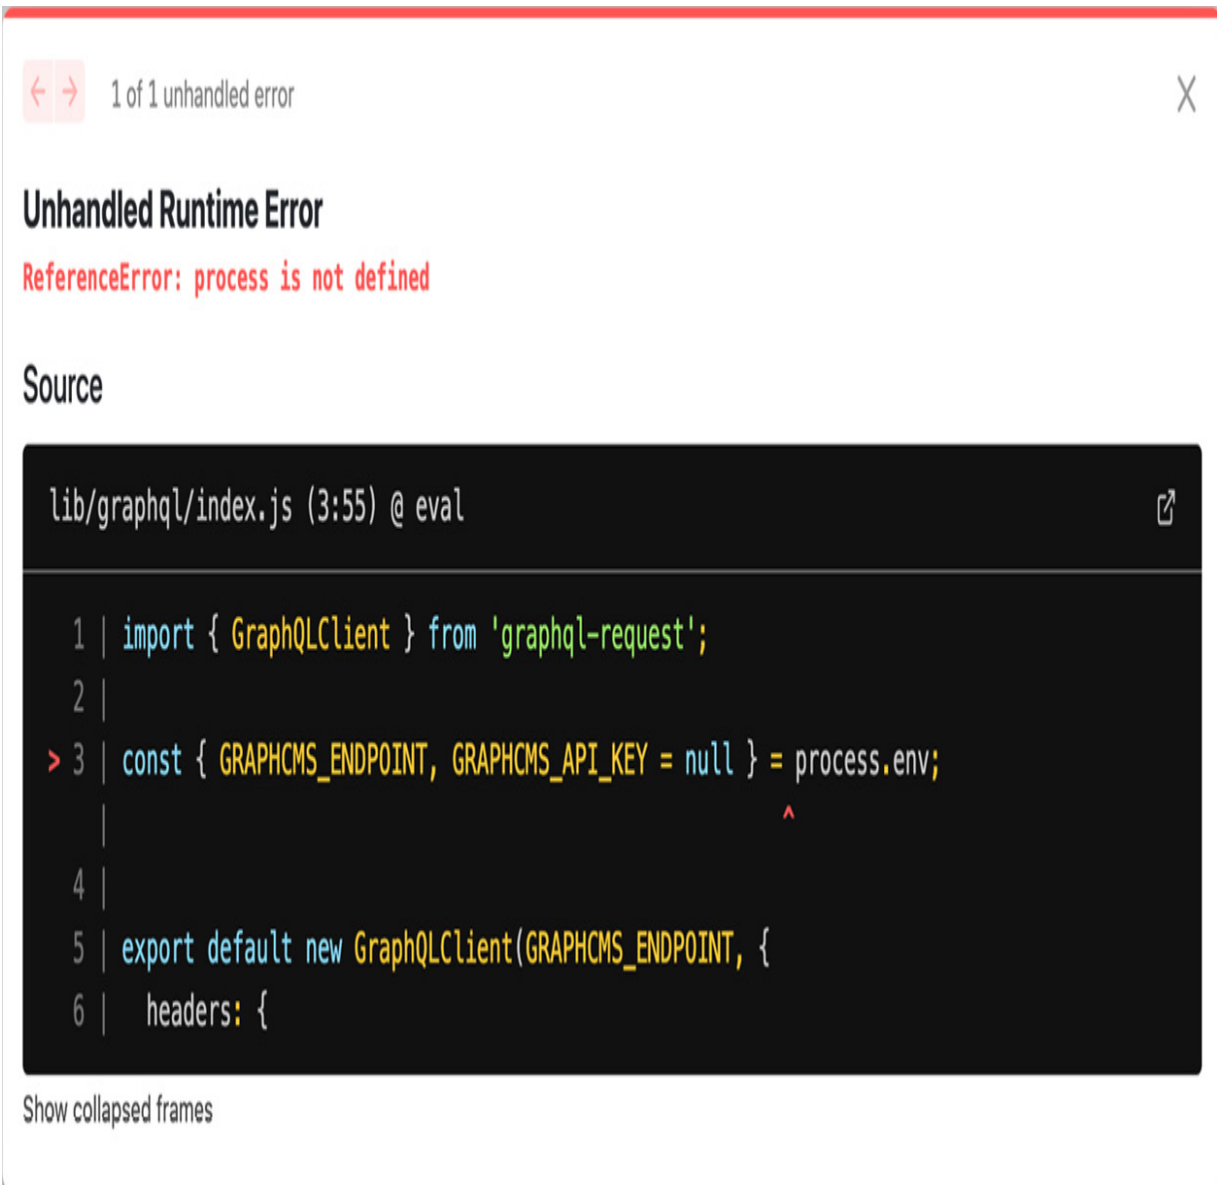 1 of 1 unhandled error
Unhandled Runtime Error
ReferenceError: process is not defined
Source
lib/graphql/index.js (3:55) @ eval
1 | import { GraphQLClient } from 'graphql-request';
2 |
> 3 | const { GRAPHCMS_ENDPOINT, GRAPHCMS_API_KEY = null } = process.env;
| ^
4 |
5 | export default new GraphQLClient(GRAPHCMS_ENDPOINT, {
6 | headers: {
Show collapsed frames